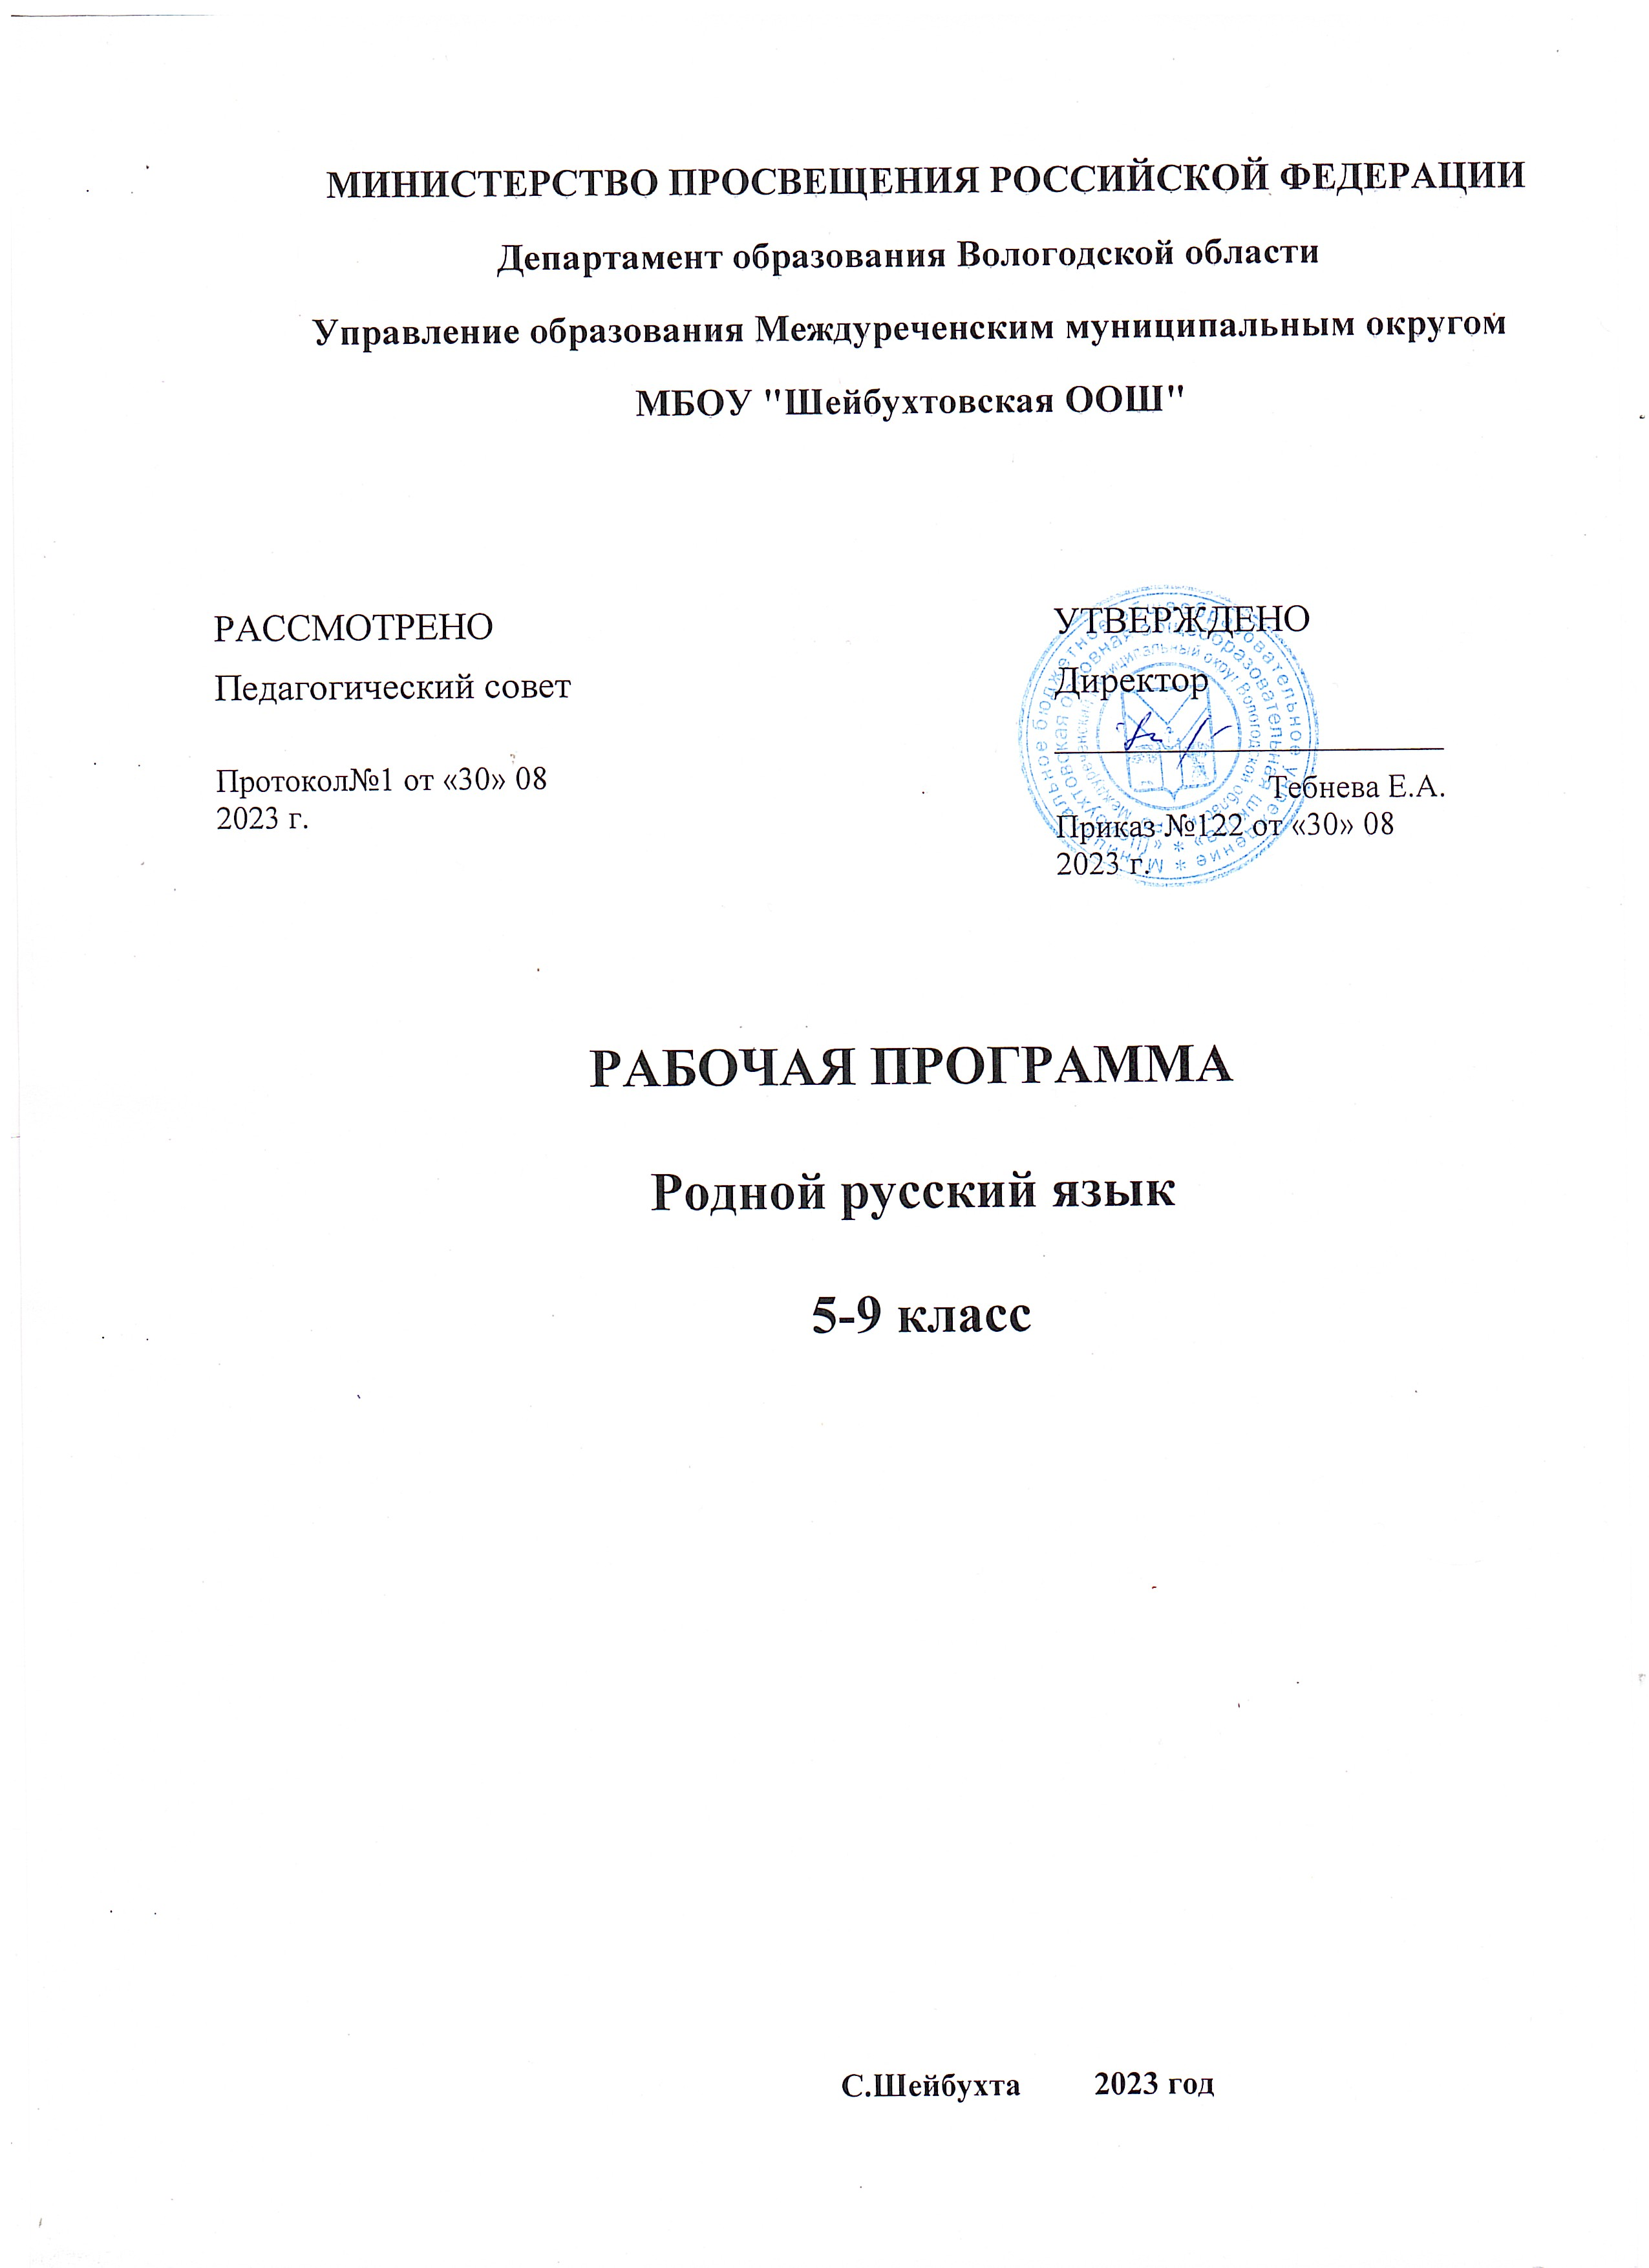 МИНИСТЕРСТВО ПРОСВЕЩЕНИЯ РОССИЙСКОЙ ФЕДЕРАЦИИ
Департамент образования Вологодской области
Управление образования Междуреченским муниципальным округом
МБОУ "Шейбухтовская ООШ"
РАССМОТРЕНО
Педагогический совет
Протокол№1 от «30» 08
2023 г.
УТВЕРЖДЕНО
Директор
Тебнева Е.А.
Приказ №122 от «30» 08
2023 г.
РАБОЧАЯ ПРОГРАММА
Родной русский язык
5-9 класс
С.Шейбухта 2023 год